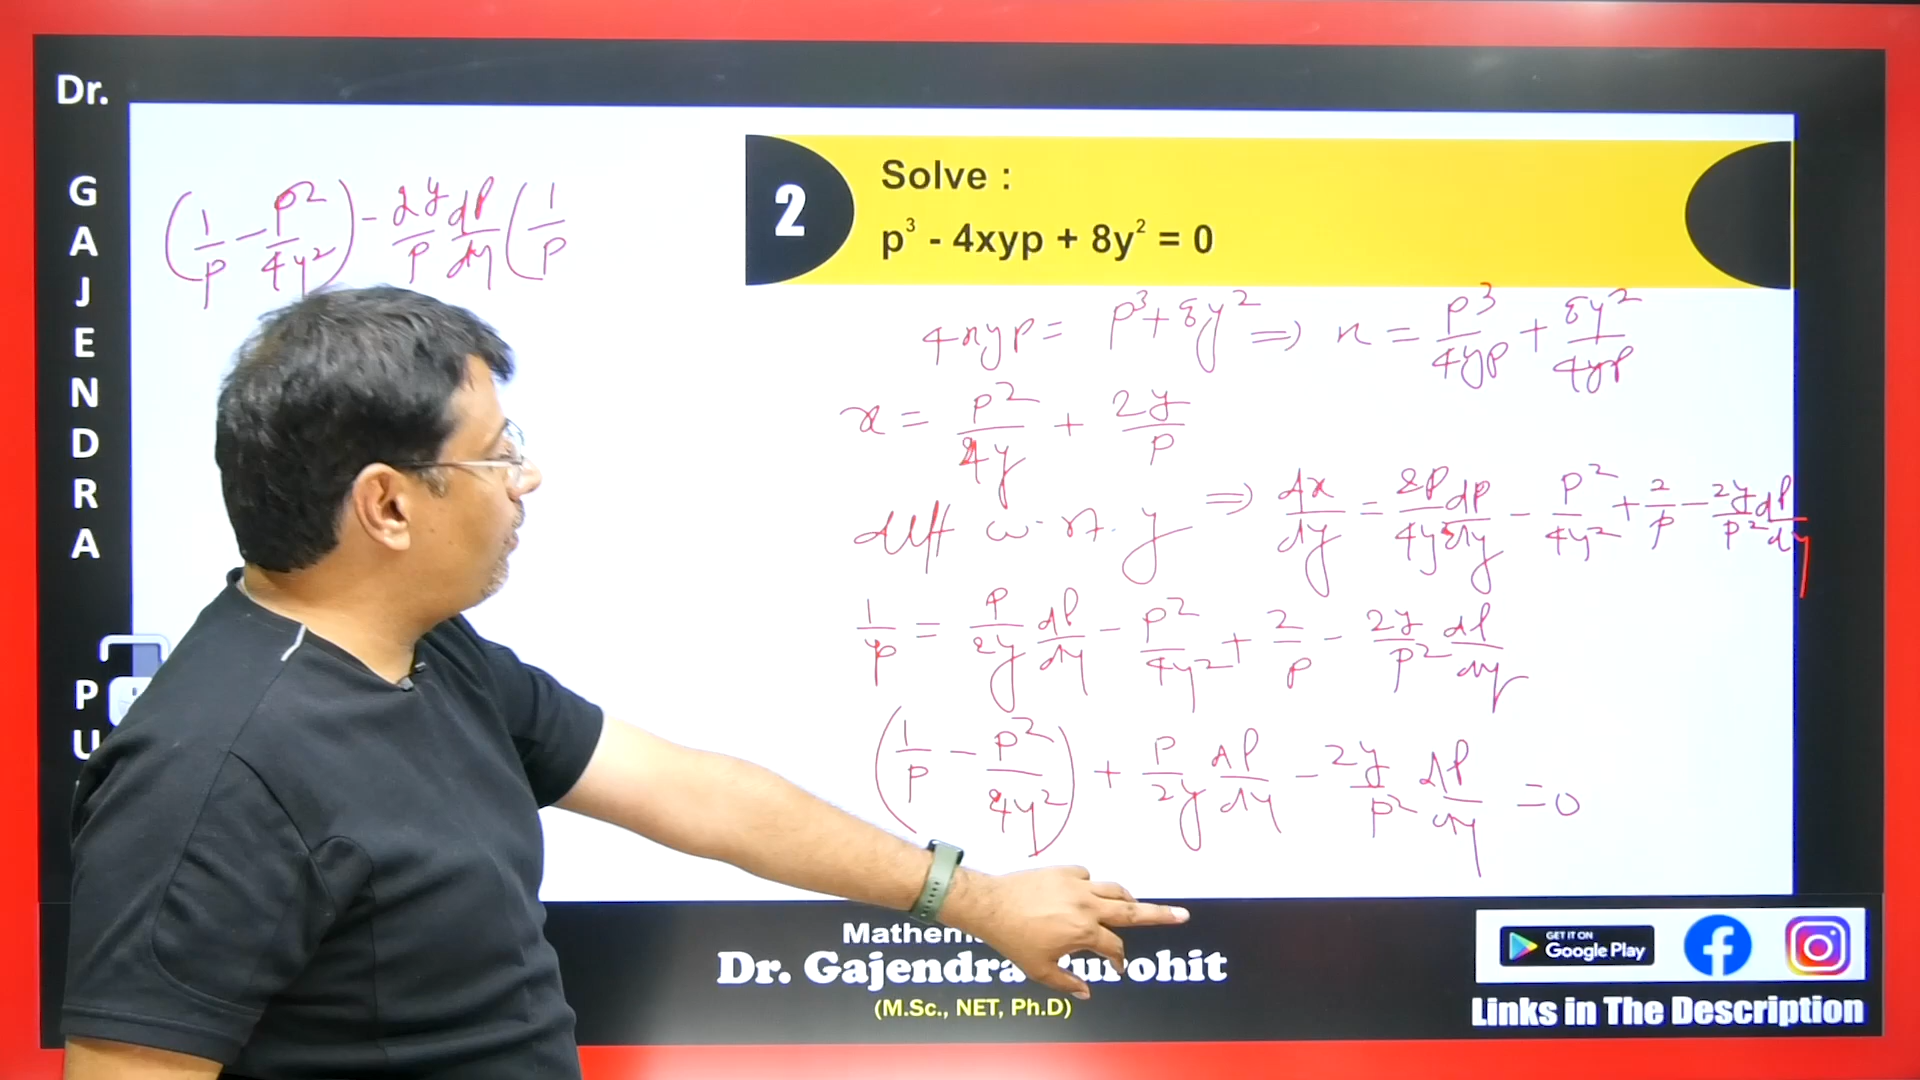 Dr.
G
A
J
E
N
D
R
A
P
U
(1/p - p²/4y²) - 2y/p dp/dy (1/p
2
Solve :
p³ - 4xyp + 8y² = 0
4xyp = p³ + 8y² ⇒ x = p³/4yp + 8y²/4yp
x = p²/4y + 2y/p
diff w.r.t. y ⇒ dx/dy = 2p/4y dp/dy - p²/4y² + 2/p - 2y/p² dp/dy
1/p = p/2y dp/dy - p²/4y² + 2/p - 2y/p² dp/dy
(1/p - p²/4y²) + p/2y dp/dy - 2y/p² dp/dy = 0
Dr. Gajendra Purohit
(M.Sc., NET, Ph.D)
GET IT ON
Google Play
Links in The Description